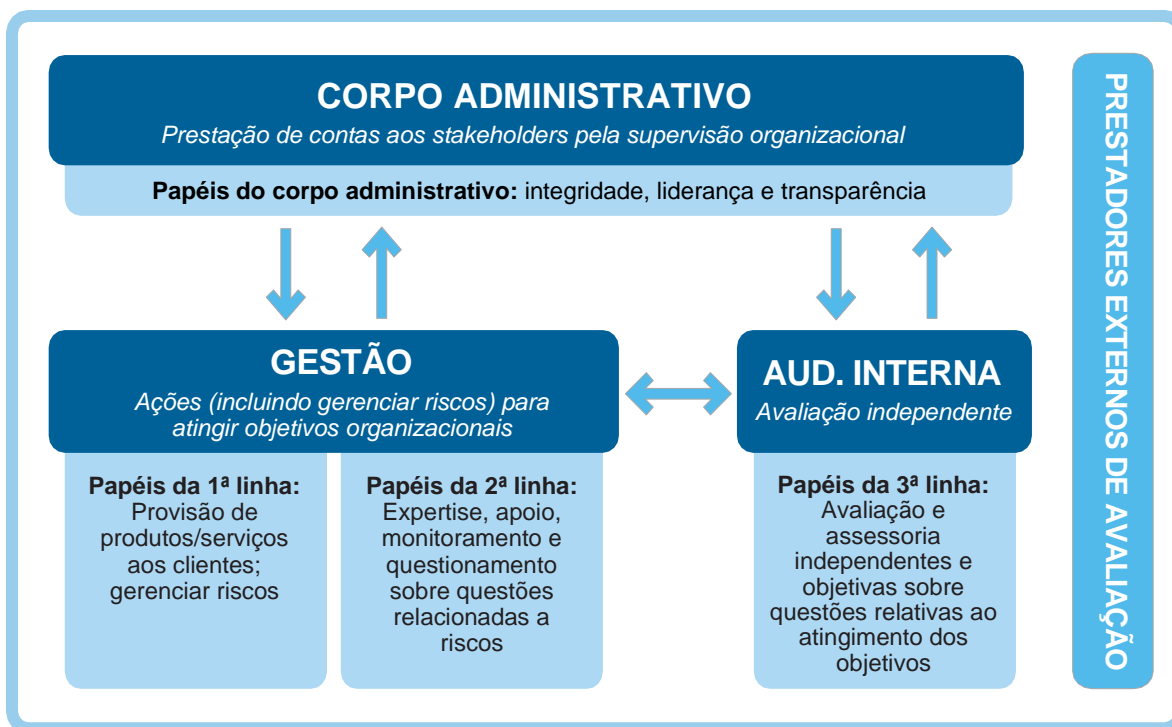 CORPO ADMINISTRATIVO
Prestação de contas aos stakeholders pela supervisão organizacional
Papéis do corpo administrativo: integridade, liderança e transparência
GESTÃO
Ações (incluindo gerenciar riscos) para
atingir objetivos organizacionais
Papéis da 1ª linha:
Provisão de
produtos/serviços
aos clientes;
gerenciar riscos
Papéis da 2ª linha:
Expertise, apoio,
monitoramento e
questionamento
sobre questões
relacionadas a
riscos
AUD. INTERNA
Avaliação independente
Papéis da 3ª linha:
Avaliação e
assessoria
independentes e
objetivas sobre
questões relativas ao
atingimento dos
objetivos
PRESTADORES EXTERNOS DE AVALIAÇÃO